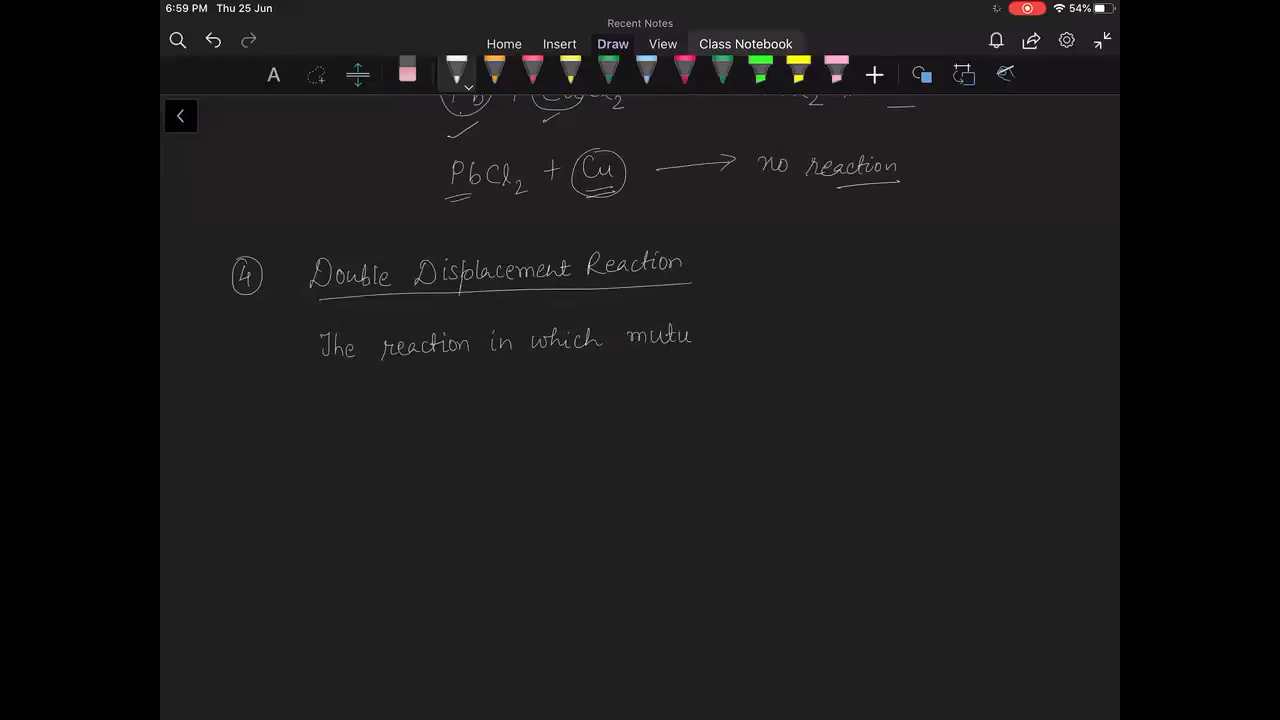 6:59 PM Thu 25 Jun
54%
Recent Notes
Home Insert Draw View Class Notebook
A
PbCl2 + Cu → no reaction
4 Double Displacement Reaction
The reaction in which mutu